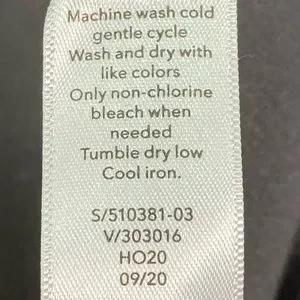 Machine wash cold
gentle cycle
Wash and dry with
like colors
Only non-chlorine
bleach when
needed
Tumble dry low
Cool iron.
S/510381-03
V/303016
HO20
09/20